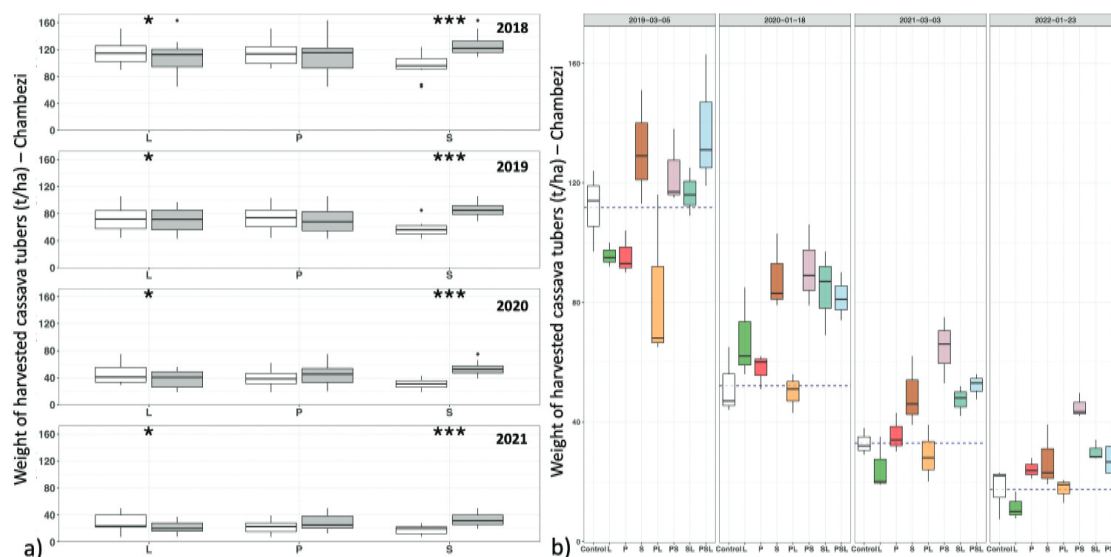 Weight of harvested cassava tubers (t/ha) – Chambezi
160
120
80
40
0
*
***
2018
L
P
S
160
120
80
40
0
*
***
2019
L
P
S
160
120
80
40
0
*
***
2020
L
P
S
160
120
80
40
0
*
***
2021
L
P
S
a)
Weight of harvested cassava tubers (t/ha) – Chambezi
2019-03-05
2020-01-18
2021-03-03
2022-01-23
160
120
80
40
0
Control L P S PL PS SL PSL
Control L P S PL PS SL PSL
Control L P S PL PS SL PSL
Control L P S PL PS SL PSL
b)